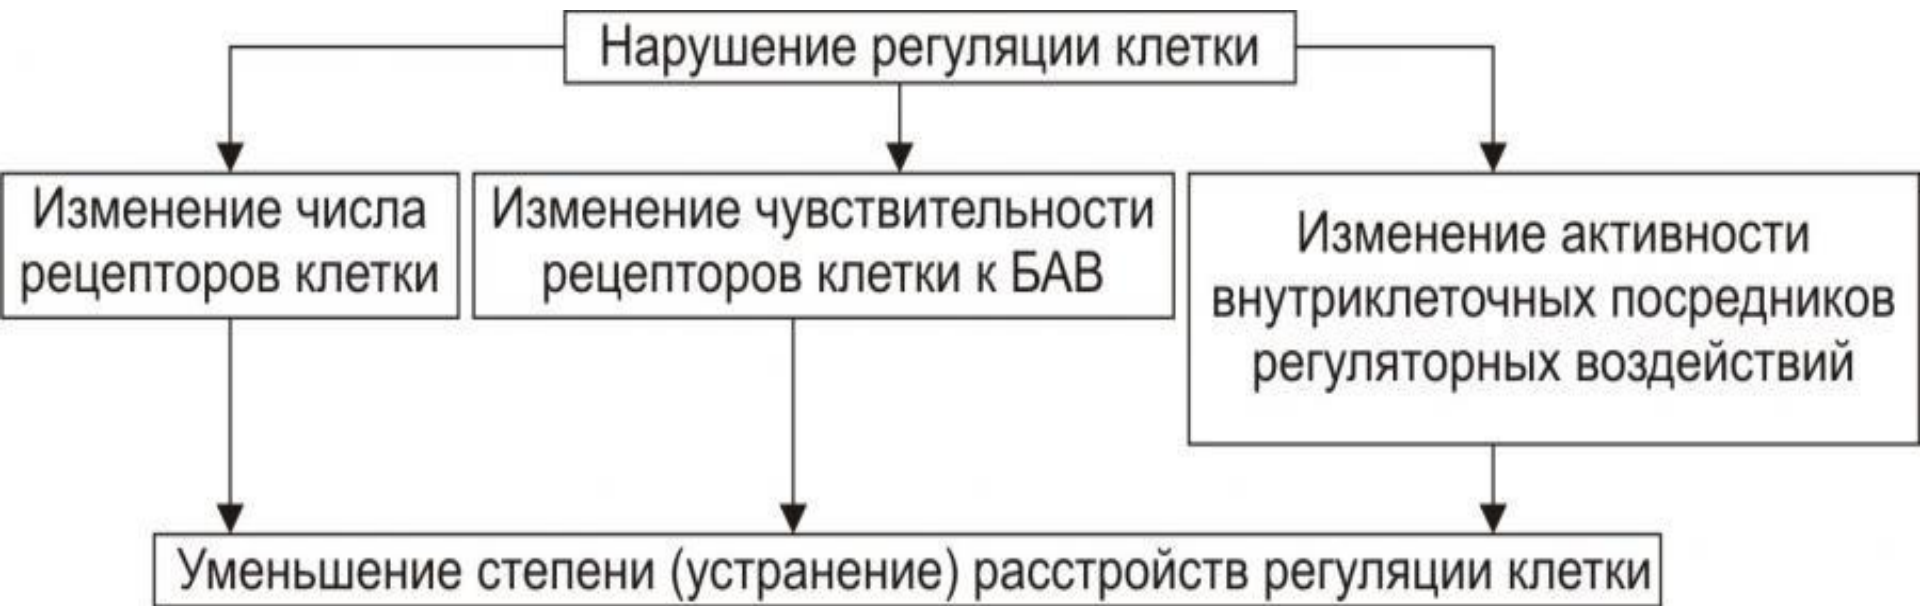 Нарушение регуляции клетки
Изменение числа
рецепторов клетки
Изменение чувствительности
рецепторов клетки к БАВ
Изменение активности
внутриклеточных посредников
регуляторных воздействий
Уменьшение степени (устранение) расстройств регуляции клетки